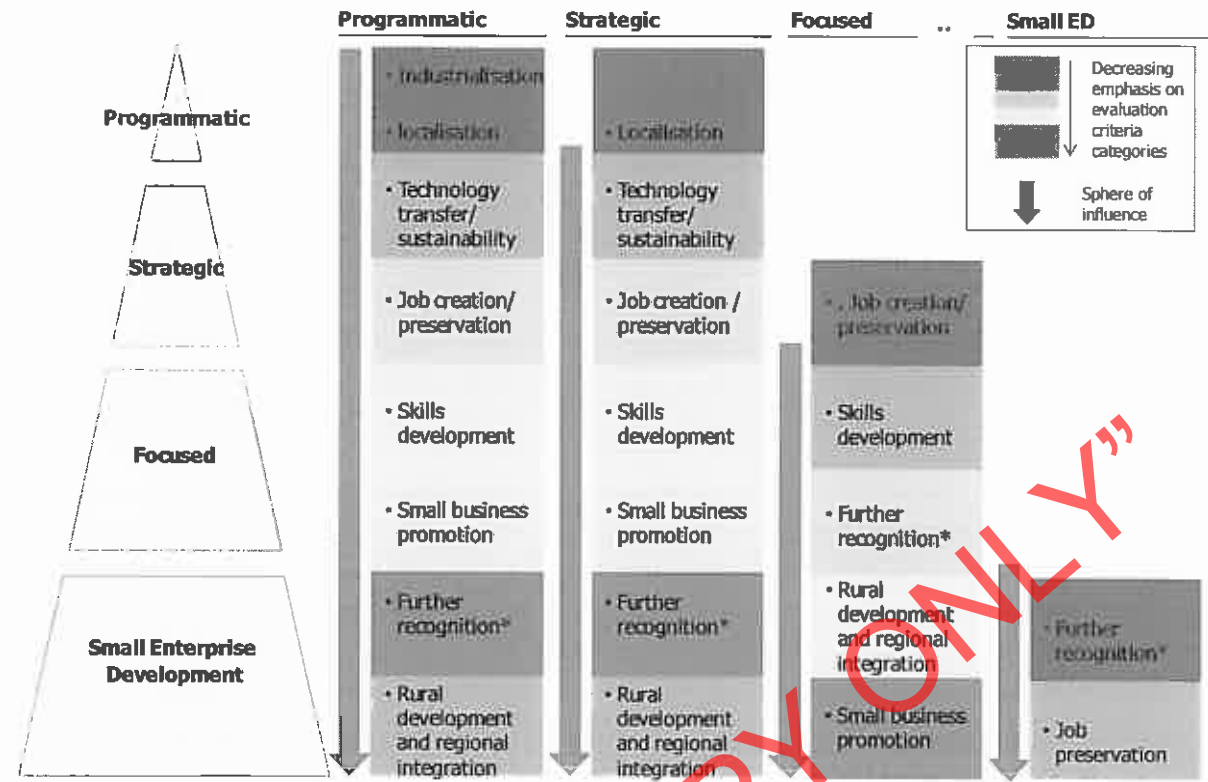 Programmatic
Strategic
Focused
..
Small ED
Decreasing
emphasis on
evaluation
criteria
categories
Sphere of
influence
Programmatic
Strategic
Focused
Small Enterprise
Development
• Industrialisation
• localisation
• Technology
transfer/
sustainability
• Job creation/
preservation
• Skills
development
• Small business
promotion
• Further
recognition*
• Rural
development
and regional
integration
• Localisation
• Technology
transfer/
sustainability
• Job creation /
preservation
• Skills
development
• Small business
promotion
• Further
recognition*
• Rural
development
and regional
integration
• . Job creation/
preservation
• Skills
development
• Further
recognition*
• Rural
development
and regional
integration
• Small business
promotion
• Further
recognition*
• Job
preservation
ONLY”